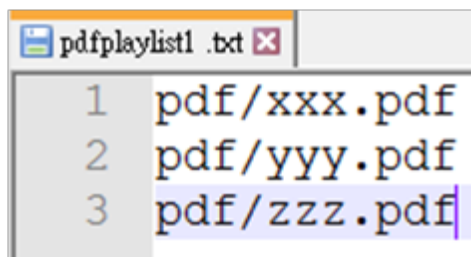 pdfplaylist1 .txt
1 pdf/xxx.pdf
2 pdf/yyy.pdf
3 pdf/zzz.pdf